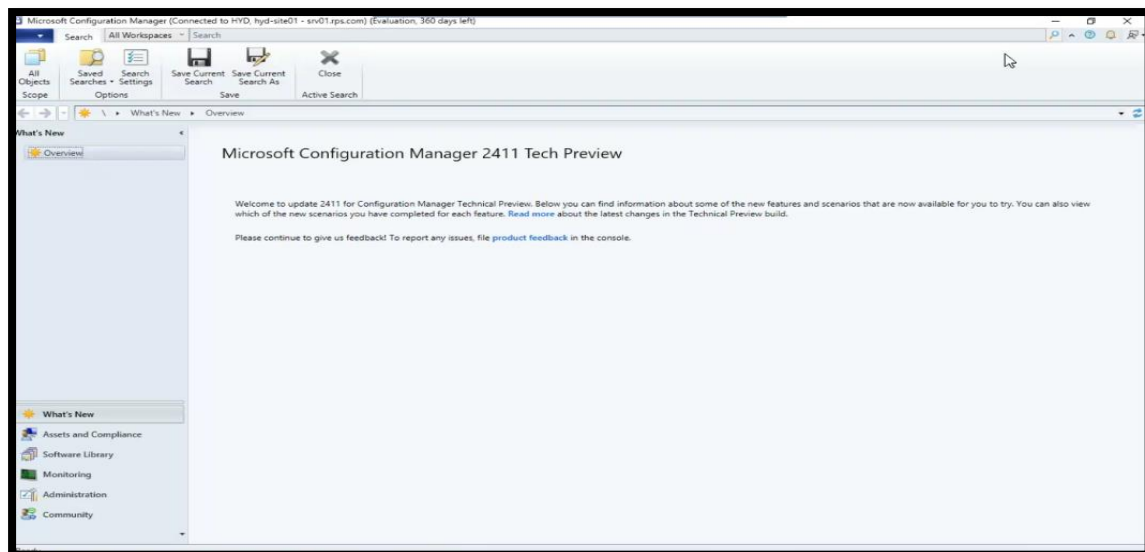 Microsoft Configuration Manager (Connected to HYD, hyd-site01 - srv01.rps.com) (Evaluation, 360 days left)
Search All Workspaces Search
All Objects
Saved Searches
Search Settings
Save Current Search
Save Current Search As
Close
Scope Options Save Active Search
\ What's New Overview
What's New
Overview
Microsoft Configuration Manager 2411 Tech Preview
Welcome to update 2411 for Configuration Manager Technical Preview. Below you can find information about some of the new features and scenarios that are now available for you to try. You can also view
which of the new scenarios you have completed for each feature. Read more about the latest changes in the Technical Preview build.
Please continue to give us feedback! To report any issues, file product feedback in the console.
What's New
Assets and Compliance
Software Library
Monitoring
Administration
Community